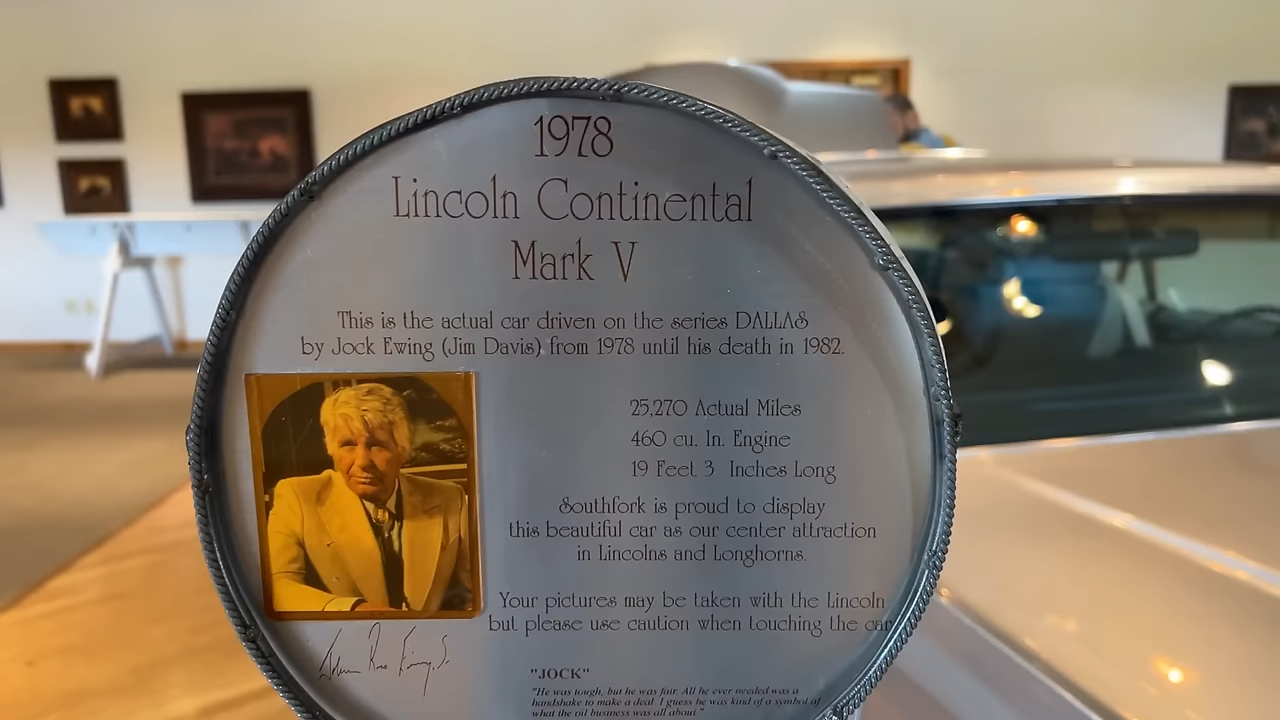 1978
Lincoln Continental
Mark V
This is the actual car driven on the series DALLAS
by Jock Ewing (Jim Davis) from 1978 until his death in 1982.
25,270 Actual Miles
460 cu. In. Engine
19 Feet 3 Inches Long
Southfork is proud to display
this beautiful car as our center attraction
in Lincolns and Longhorns.
Your pictures may be taken with the Lincoln
but please use caution when touching the car
John Ross Ewing, Sr.
"JOCK"
"He was tough, but he was fair. All he ever needed was a
handshake to make a deal. I guess he was kind of a symbol of
what the oil business was all about"